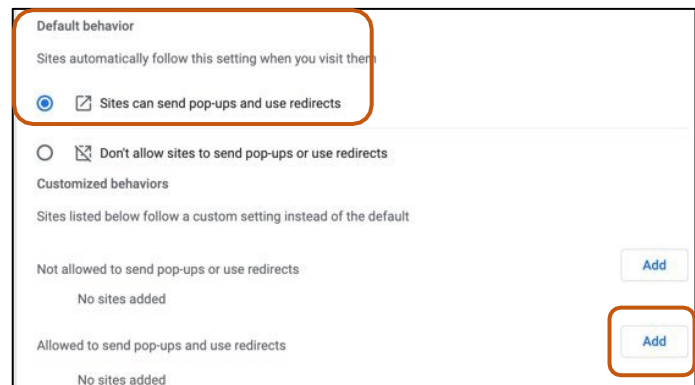 Default behavior
Sites automatically follow this setting when you visit them
Sites can send pop-ups and use redirects
Don't allow sites to send pop-ups or use redirects
Customized behaviors
Sites listed below follow a custom setting instead of the default
Not allowed to send pop-ups or use redirects Add
No sites added
Allowed to send pop-ups and use redirects Add
No sites added